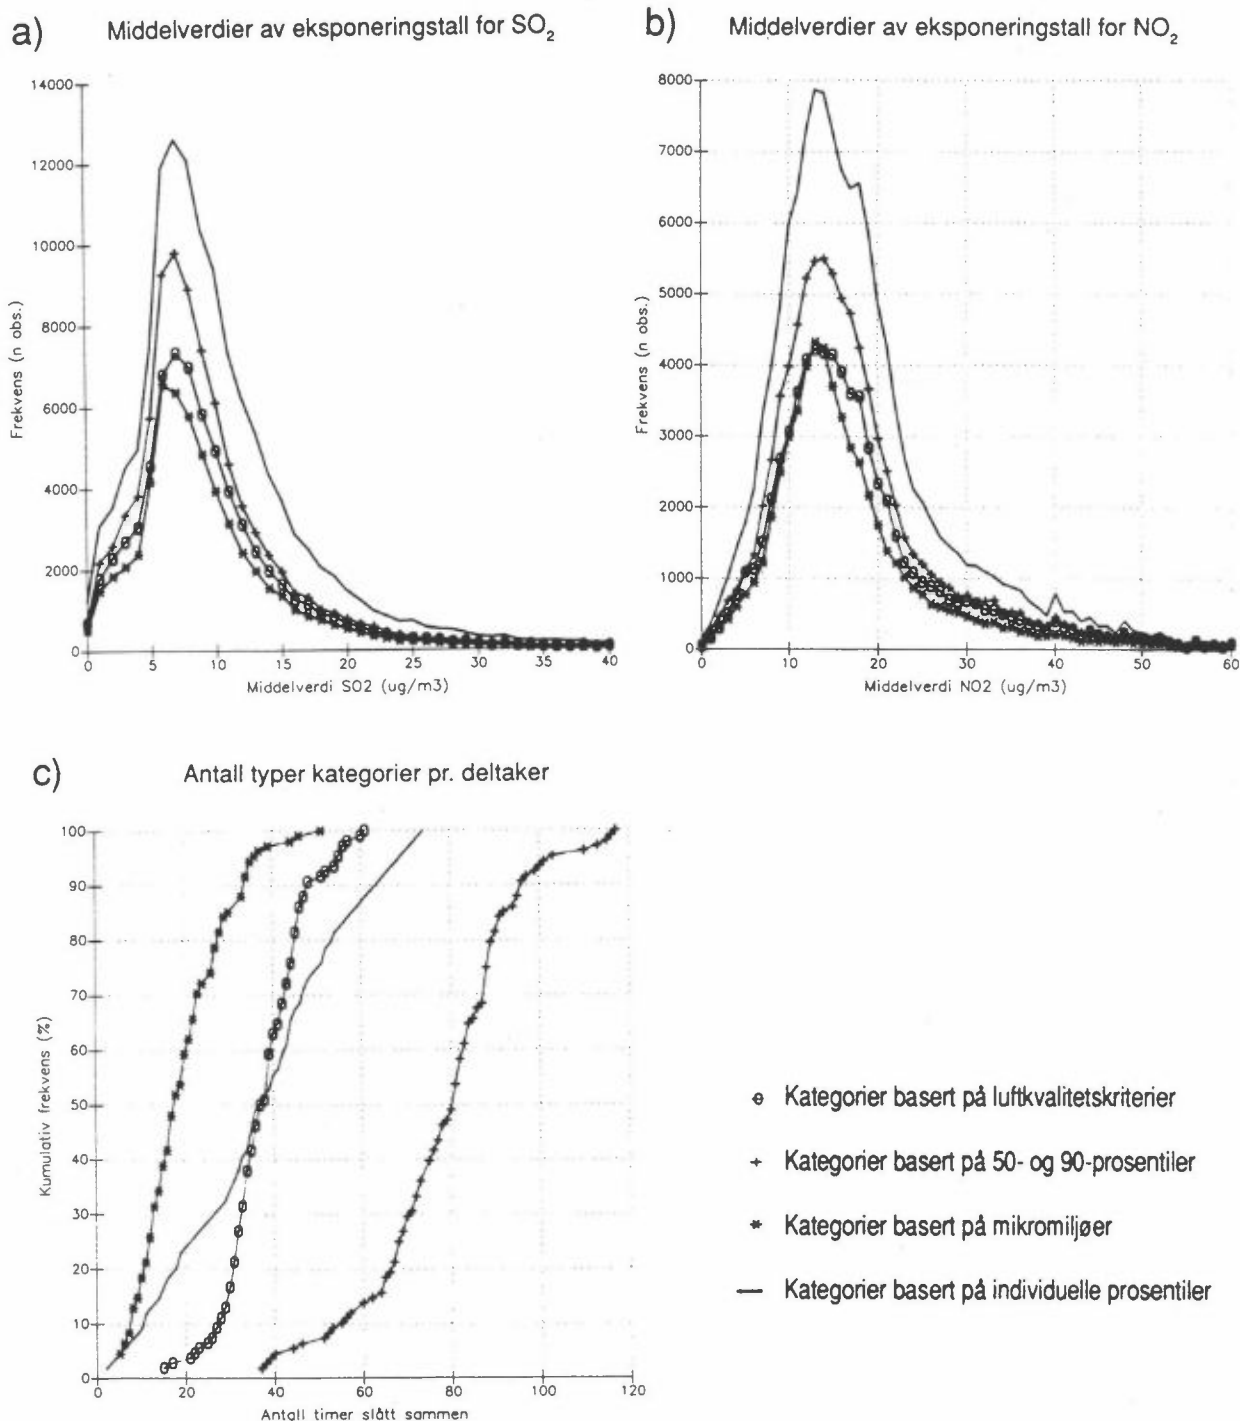 a) Middelverdier av eksponeringstall for SO₂
14000
12000
10000
8000
6000
4000
2000
0
Frekvens (n obs.)
0 5 10 15 20 25 30 35 40
Middelverdi SO2 (ug/m3)
b) Middelverdier av eksponeringstall for NO₂
8000
7000
6000
5000
4000
3000
2000
1000
0
Frekvens (n obs.)
0 10 20 30 40 50 60
Middelverdi NO2 (ug/m3)
c) Antall typer kategorier pr. deltaker
100
90
80
70
60
50
40
30
20
10
0
Kumulativ frekvens (%)
0 20 40 60 80 100 120
Antall timer slått sammen
Kategorier basert på luftkvalitetskriterier
Kategorier basert på 50- og 90-prosentiler
Kategorier basert på mikromiljøer
Kategorier basert på individuelle prosentiler